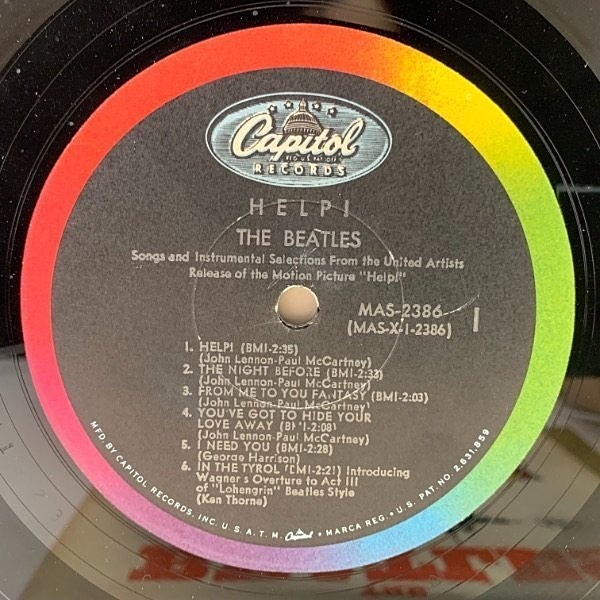 Capitol
REG. U.S. PAT. OFF.
RECORDS
HELP!
THE BEATLES
Songs and Instrumental Selections From the United Artists
Release of the Motion Picture "Help!"
MAS-2386
(MAS-X-1-2386)
1
1. HELP! (BMI-2:35)
(John Lennon-Paul McCartney)
2. THE NIGHT BEFORE (BMI-2:33)
(John Lennon-Paul McCartney)
3. FROM ME TO YOU FANTASY (BMI-2:03)
(John Lennon-Paul McCartney)
4. YOU'VE GOT TO HIDE YOUR
LOVE AWAY (BMI-2:08)
(John Lennon-Paul McCartney)
5. I NEED YOU (BMI-2:28)
(George Harrison)
6. IN THE TYROL (BMI-2:21) Introducing
Wagner's Overture to Act III
of "Lohengrin" Beatles Style
(Ken Thorne)
MFD. BY CAPITOL RECORDS, INC. U.S.A. T.M. Capitol • MARCA REG. • U.S. PAT. NO. 2,631,859